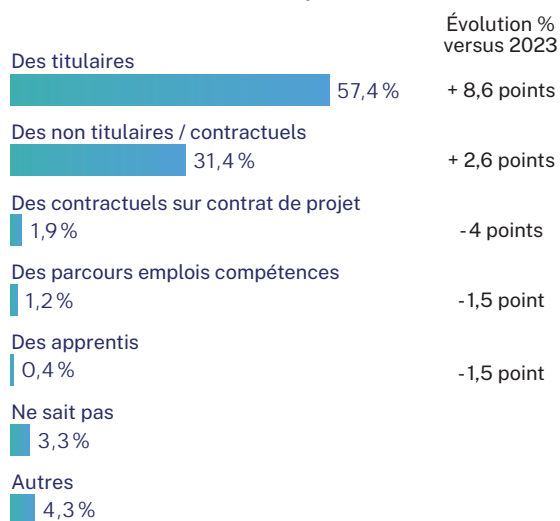 Évolution %
versus 2023
Des titulaires
57,4 %
+ 8,6 points
Des non titulaires / contractuels
31,4 %
+ 2,6 points
Des contractuels sur contrat de projet
1,9 %
- 4 points
Des parcours emplois compétences
1,2 %
-1,5 point
Des apprentis
0,4 %
-1,5 point
Ne sait pas
3,3 %
Autres
4,3 %